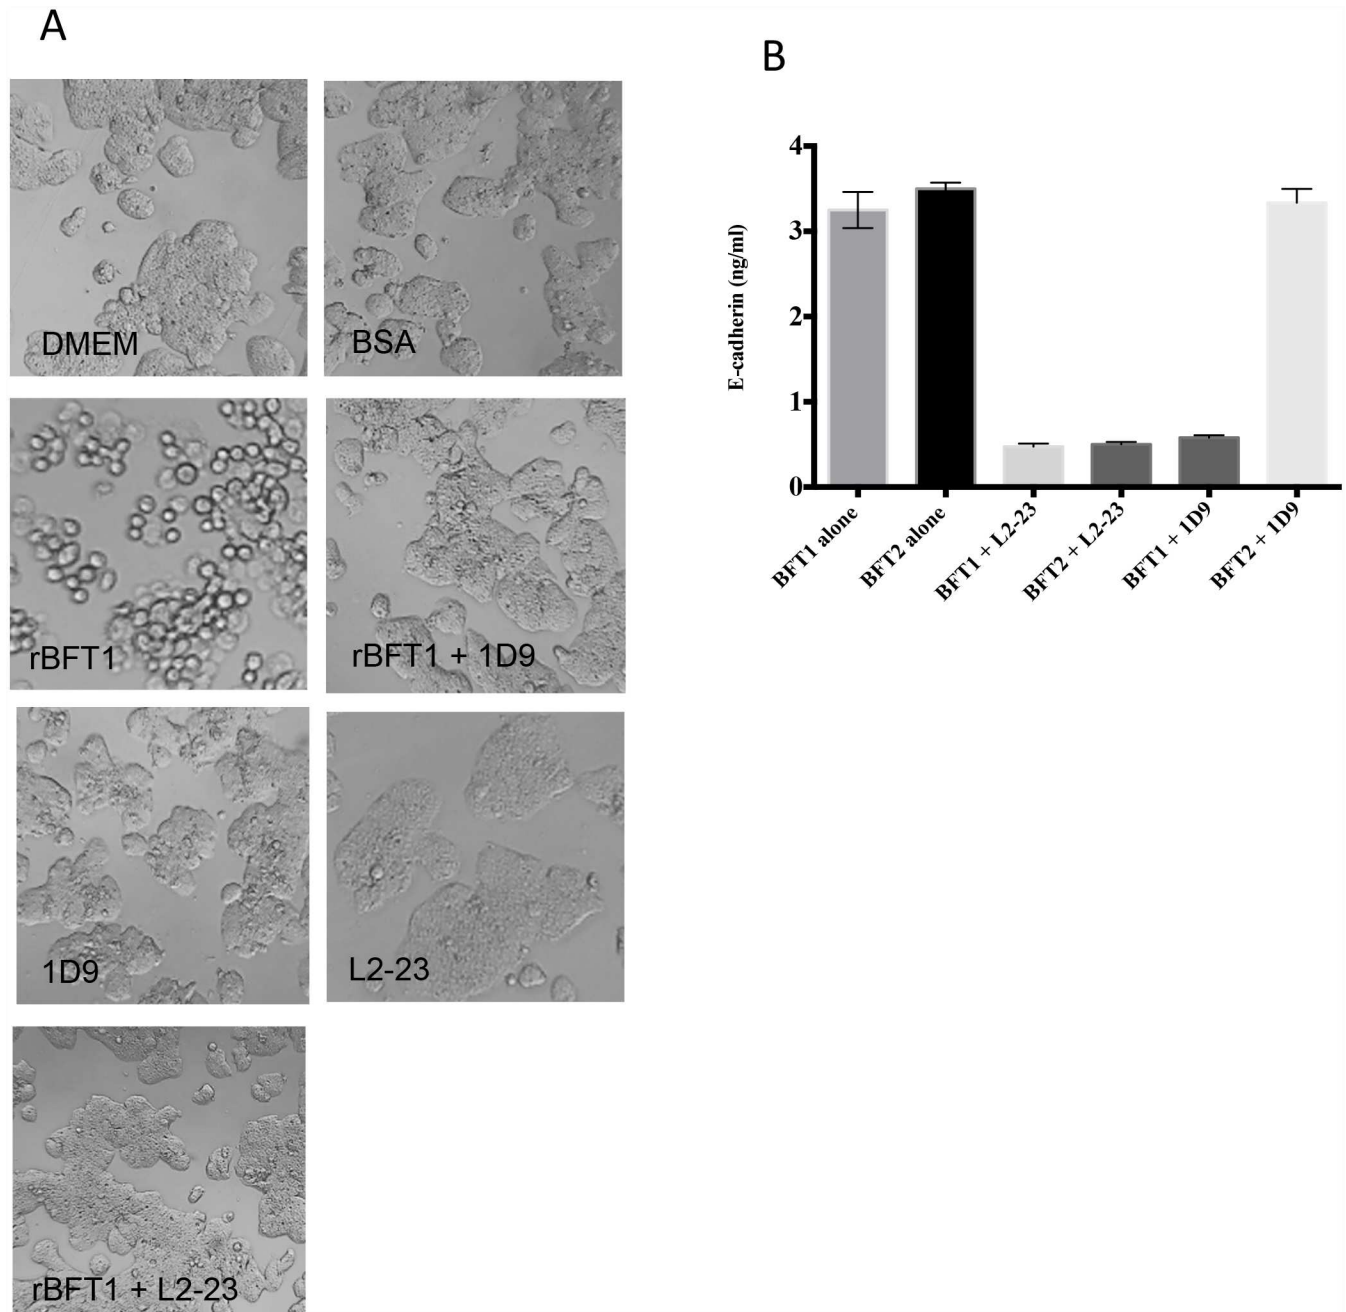 A
DMEM
BSA
rBFT1
rBFT1 + 1D9
1D9
L2-23
rBFT1 + L2-23
B
E-cadherin (ng/ml)
4
3
2
1
0
BFT1 alone
BFT2 alone
BFT1 + L2-23
BFT2 + L2-23
BFT1 + 1D9
BFT2 + 1D9